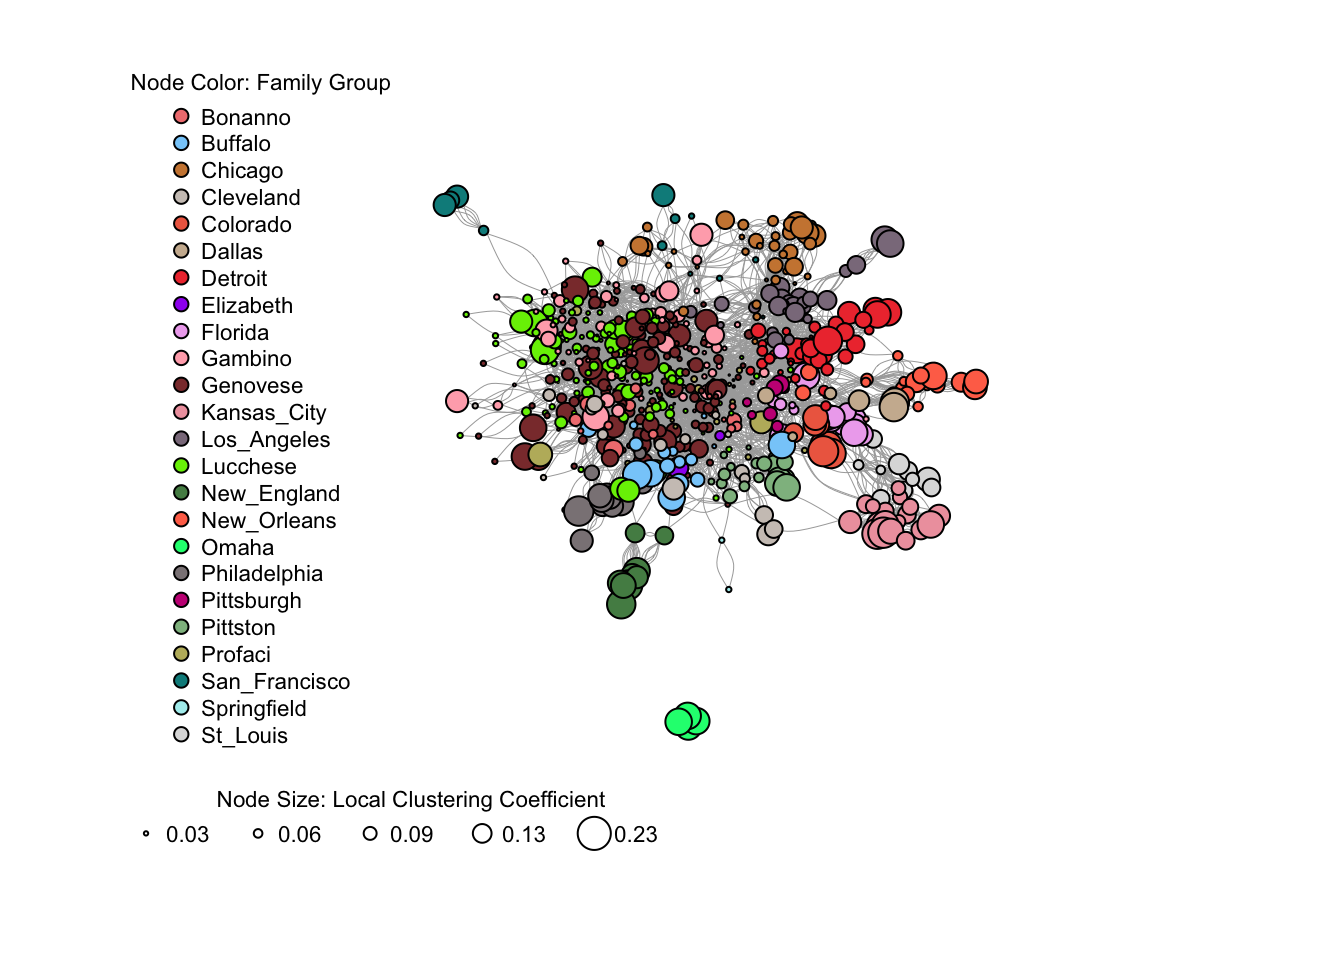 Node Color: Family Group
Bonanno
Buffalo
Chicago
Cleveland
Colorado
Dallas
Detroit
Elizabeth
Florida
Gambino
Genovese
Kansas_City
Los_Angeles
Lucchese
New_England
New_Orleans
Omaha
Philadelphia
Pittsburgh
Pittston
Profaci
San_Francisco
Springfield
St_Louis
Node Size: Local Clustering Coefficient
0.03 0.06 0.09 0.13 0.23